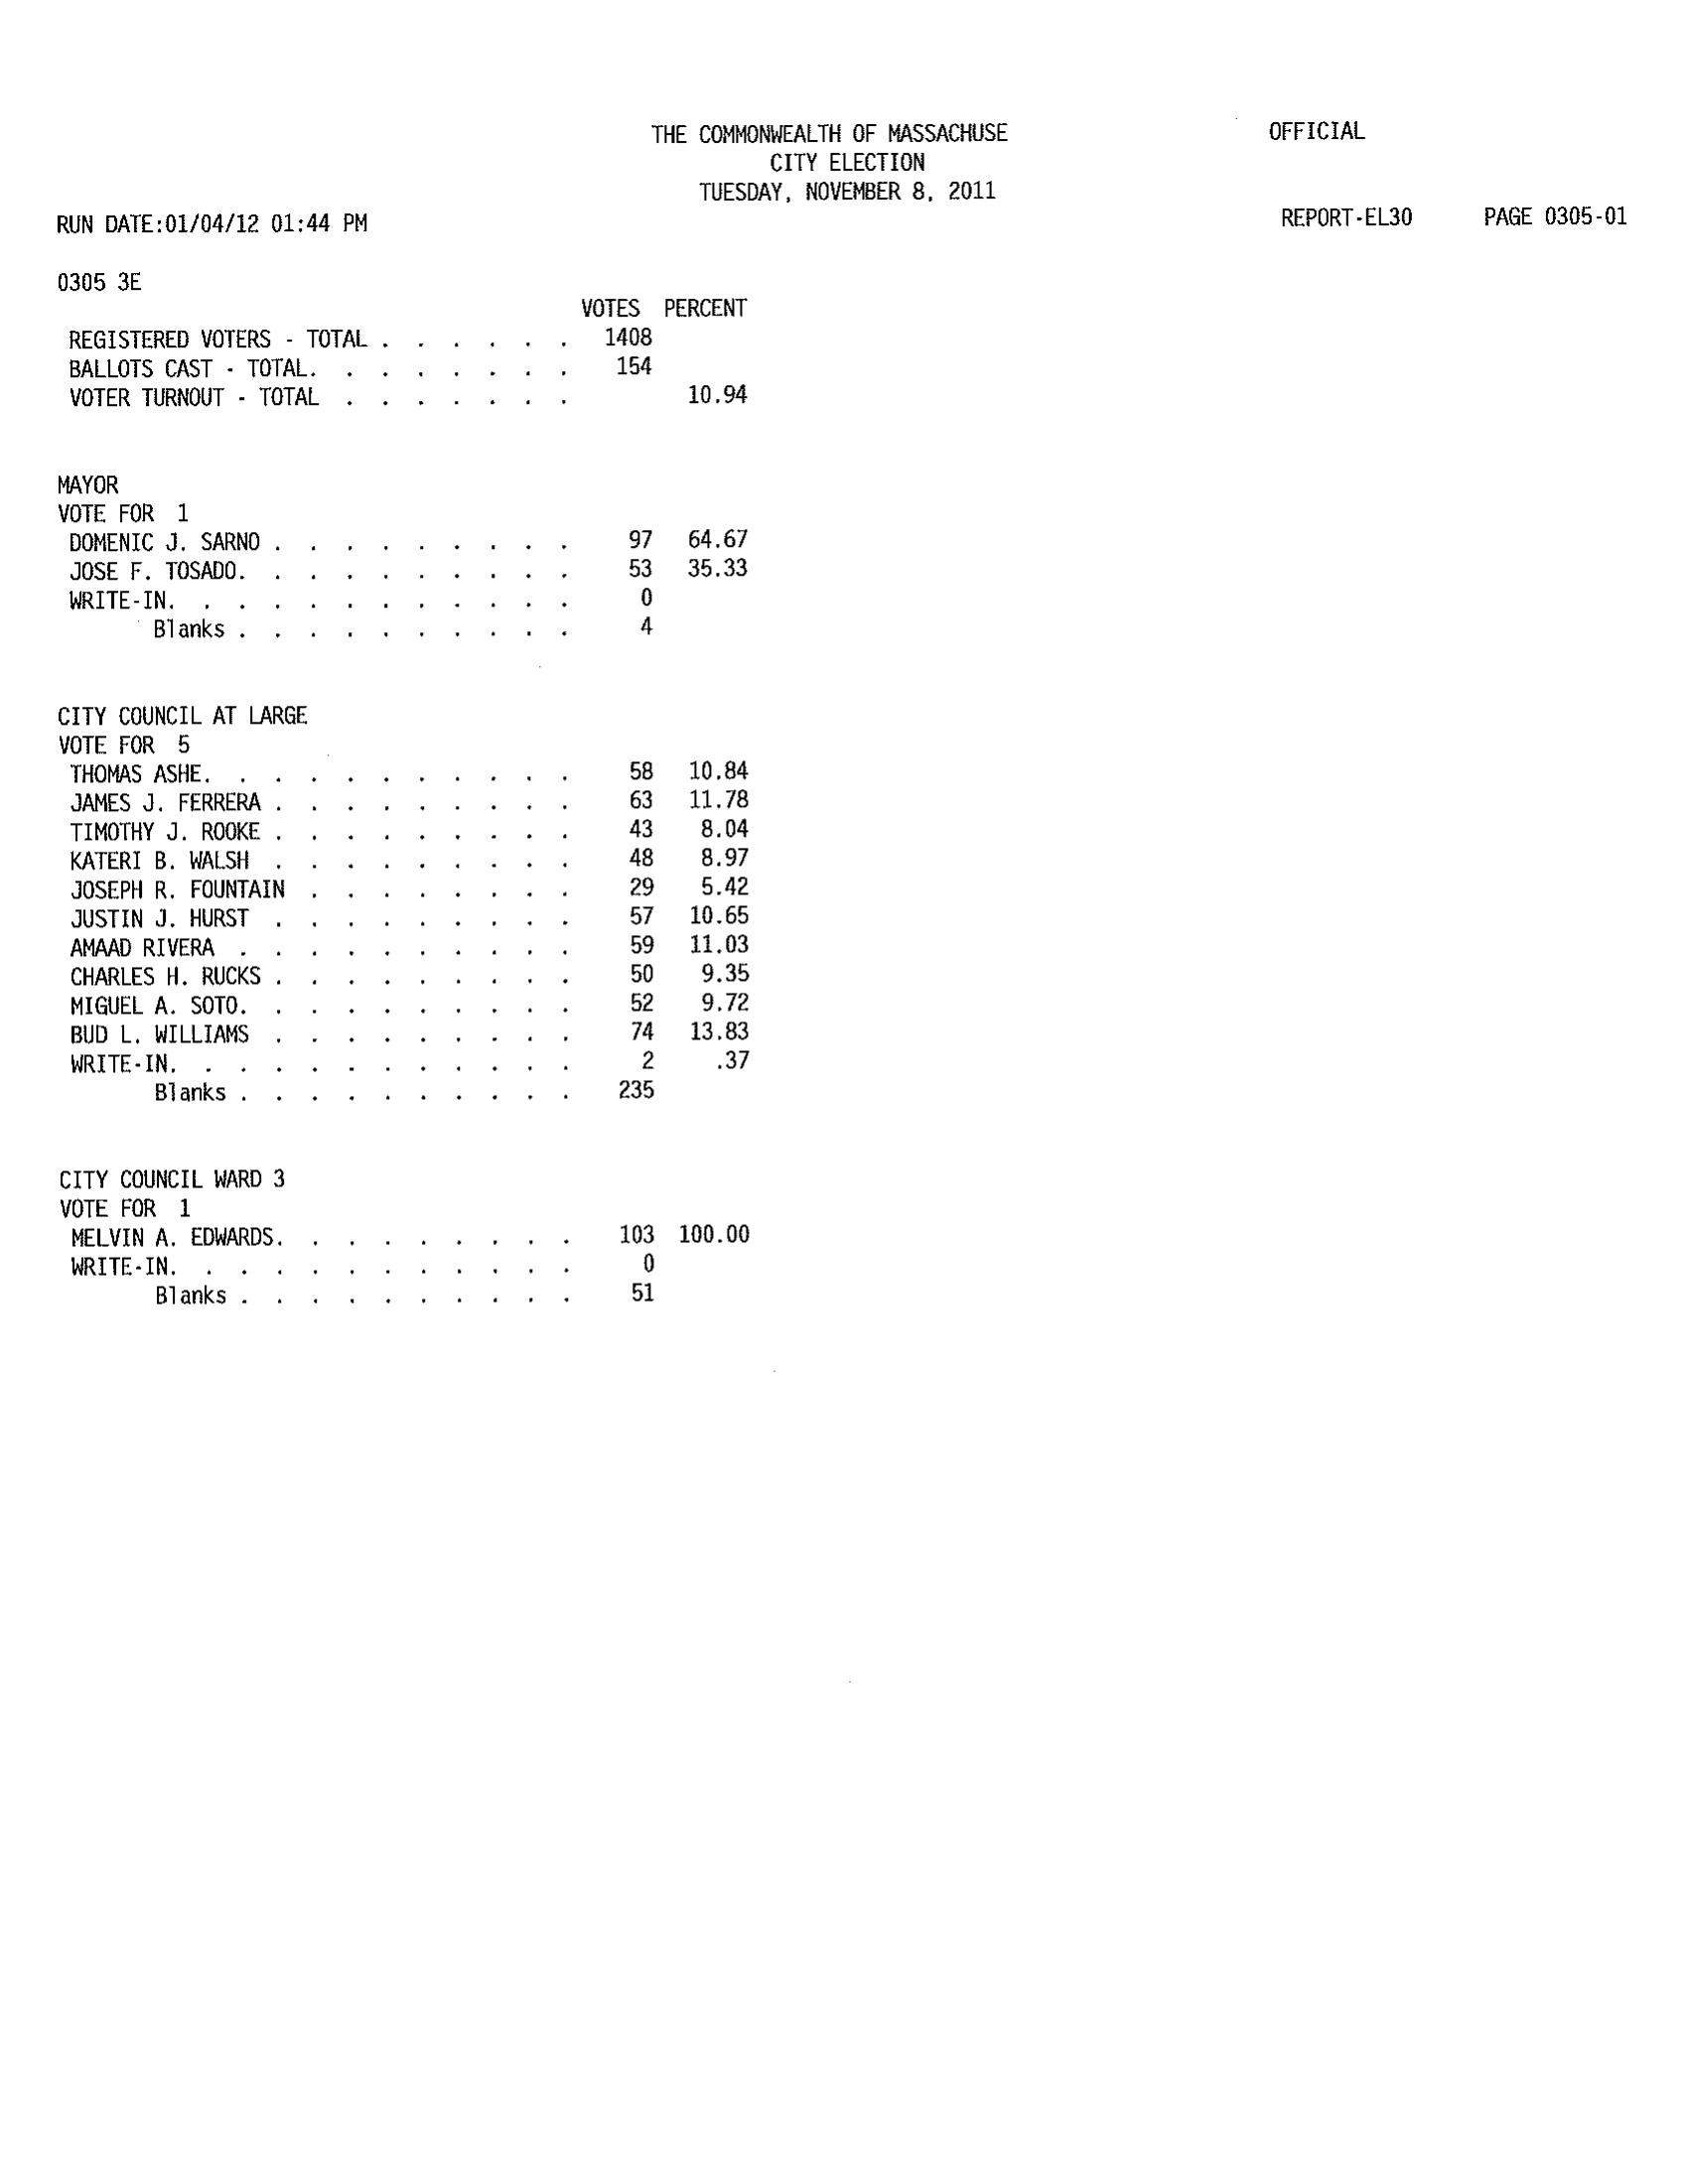 THE COMMONWEALTH OF MASSACHUSE OFFICIAL
CITY ELECTION
TUESDAY, NOVEMBER 8, 2011
RUN DATE:01/04/12 01:44 PM REPORT-EL30 PAGE 0305-01
0305 3E
VOTES PERCENT
REGISTERED VOTERS - TOTAL . . . . . . 1408
BALLOTS CAST - TOTAL. . . . . . . . 154
VOTER TURNOUT - TOTAL . . . . . . . 10.94
MAYOR
VOTE FOR 1
DOMENIC J. SARNO . . . . . . . . . 97 64.67
JOSE F. TOSADO. . . . . . . . . . 53 35.33
WRITE-IN. . . . . . . . . . . . 0
Blanks . . . . . . . . . . 4
CITY COUNCIL AT LARGE
VOTE FOR 5
THOMAS ASHE. . . . . . . . . . . 58 10.84
JAMES J. FERRERA . . . . . . . . . 63 11.78
TIMOTHY J. ROOKE . . . . . . . . . 43 8.04
KATERI B. WALSH . . . . . . . . . 48 8.97
JOSEPH R. FOUNTAIN . . . . . . . . 29 5.42
JUSTIN J. HURST . . . . . . . . . 57 10.65
AMAAD RIVERA . . . . . . . . . . 59 11.03
CHARLES H. RUCKS . . . . . . . . . 50 9.35
MIGUEL A. SOTO. . . . . . . . . . 52 9.72
BUD L. WILLIAMS . . . . . . . . . 74 13.83
WRITE-IN. . . . . . . . . . . . 2 .37
Blanks . . . . . . . . . . 235
CITY COUNCIL WARD 3
VOTE FOR 1
MELVIN A. EDWARDS. . . . . . . . . 103 100.00
WRITE-IN. . . . . . . . . . . . 0
Blanks . . . . . . . . . . 51